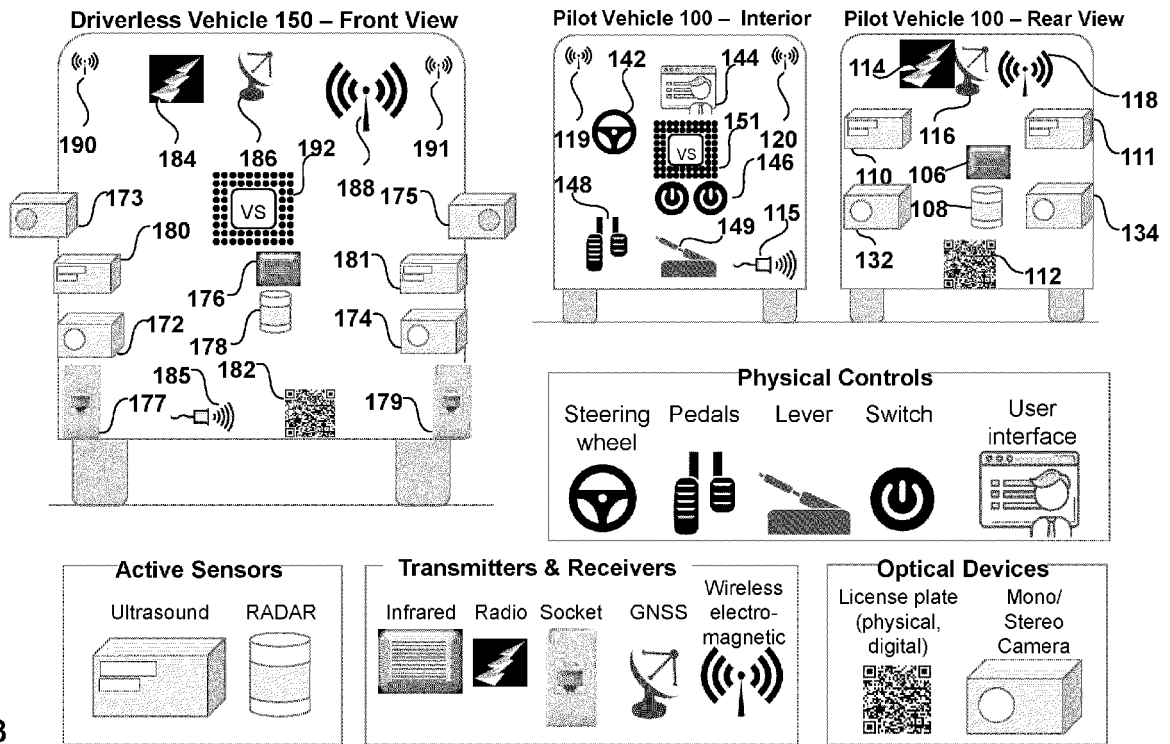 Driverless Vehicle 150 – Front View
Pilot Vehicle 100 – Interior
Pilot Vehicle 100 – Rear View
190
184
186
188
191
192
VS
173
175
180
181
176
178
172
174
185
182
177
179
142
144
119
120
151
VS
146
148
149
115
114
116
118
110
106
111
108
132
134
112
Physical Controls
Steering
wheel
Pedals
Lever
Switch
User
interface
Active Sensors
Ultrasound
RADAR
Transmitters & Receivers
Infrared
Radio
Socket
GNSS
Wireless
electro-
magnetic
Optical Devices
License plate
(physical,
digital)
Mono/
Stereo
Camera